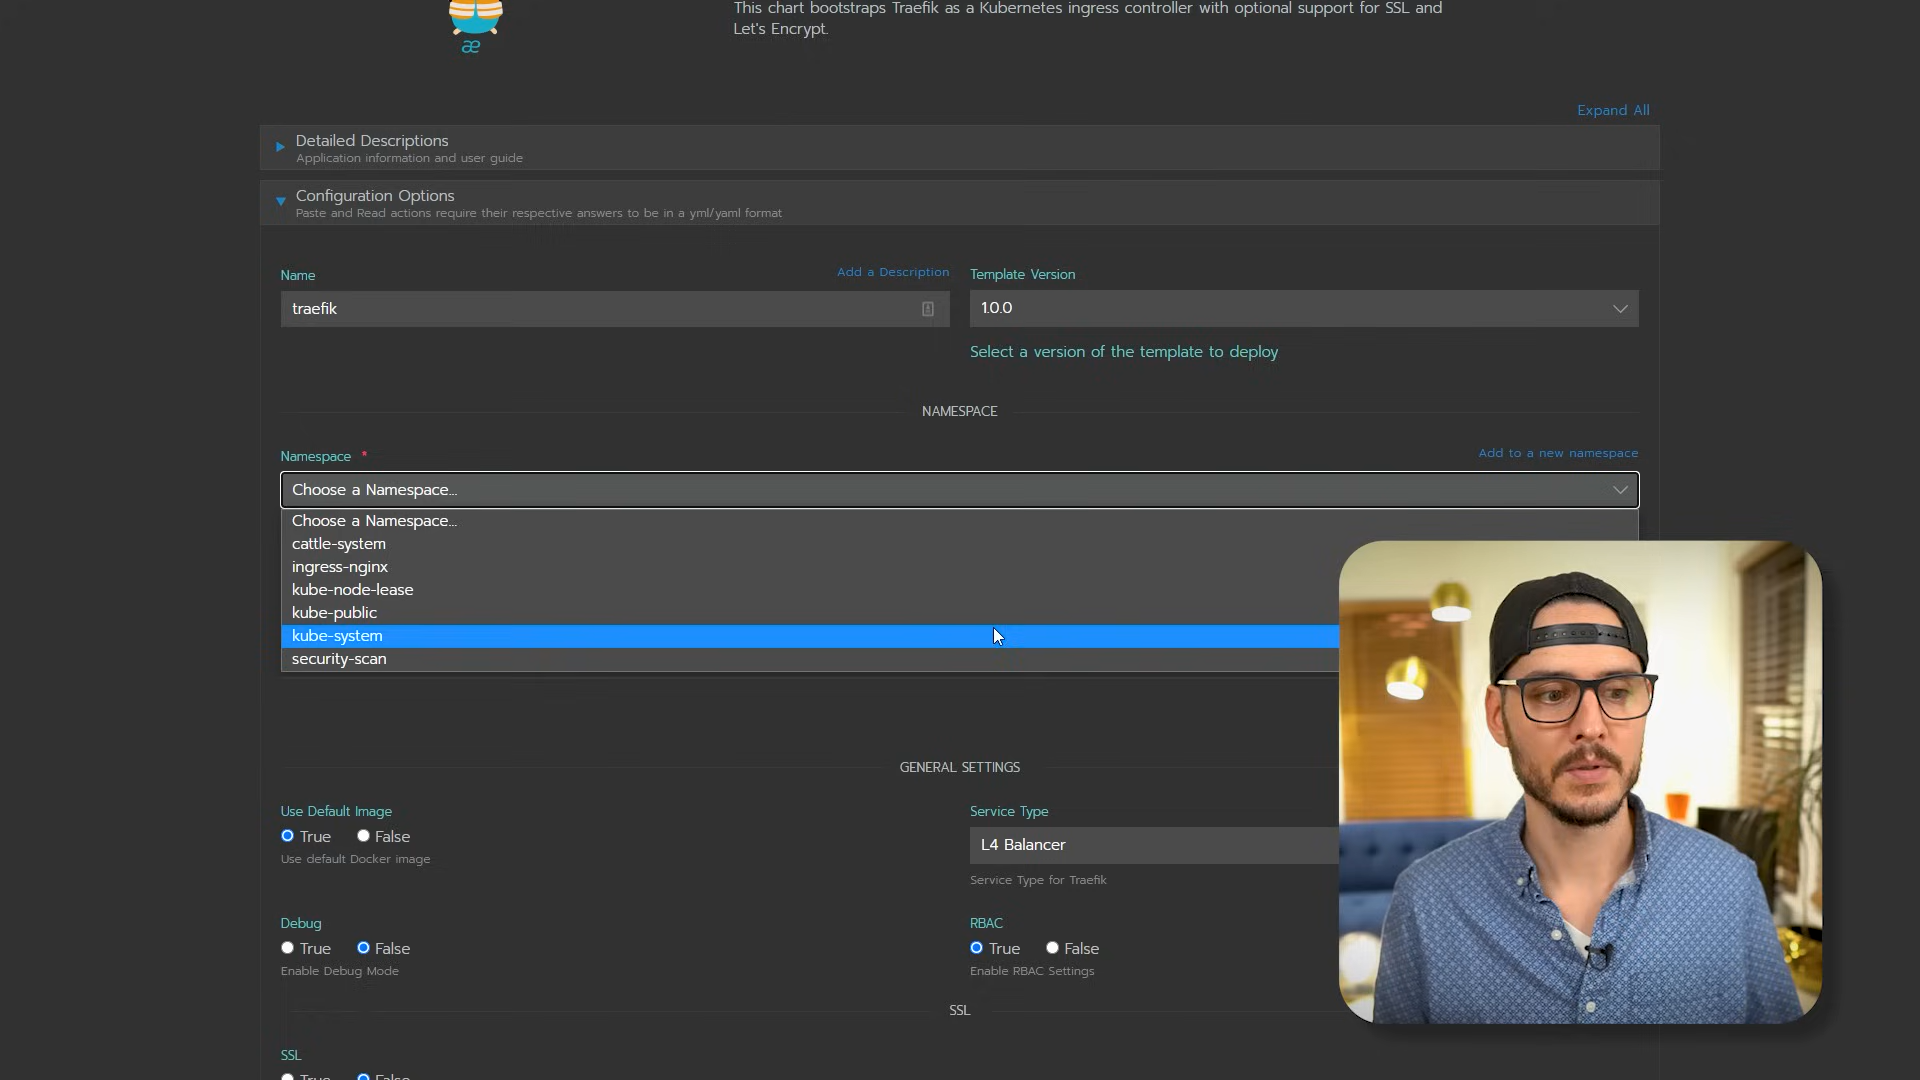 This chart bootstraps Traefik as a Kubernetes ingress controller with optional support for SSL and
Let's Encrypt.
æ
Expand All
Detailed Descriptions
Application information and user guide
Configuration Options
Paste and Read actions require their respective answers to be in a yml/yaml format
Name
Add a Description
Template Version
traefik
1.0.0
Select a version of the template to deploy
NAMESPACE
Namespace *
Add to a new namespace
Choose a Namespace...
Choose a Namespace...
cattle-system
ingress-nginx
kube-node-lease
kube-public
kube-system
security-scan
GENERAL SETTINGS
Use Default Image
Service Type
True
False
L4 Balancer
Use default Docker image
Service Type for Traefik
Debug
RBAC
True
False
True
False
Enable Debug Mode
Enable RBAC Settings
SSL
SSL
True
False